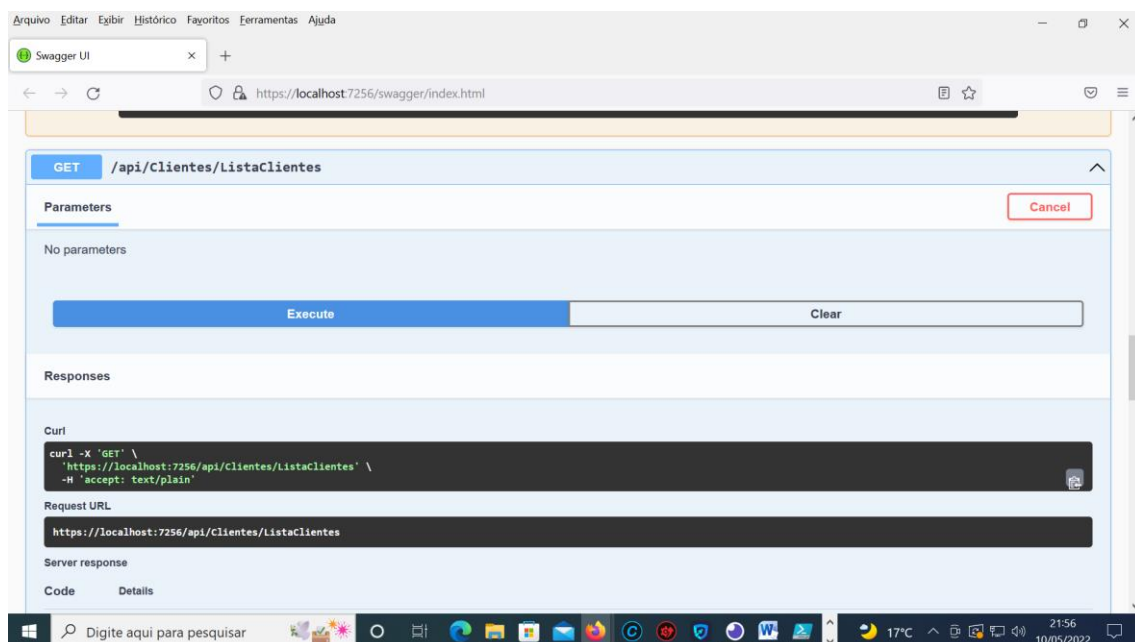 Arquivo Editar Exibir Histórico Favoritos Ferramentas Ajuda
Swagger UI
https://localhost:7256/swagger/index.html
GET /api/Clientes/ListaClientes
Parameters Cancel
No parameters
Execute Clear
Responses
Curl
curl -X 'GET' \
'https://localhost:7256/api/Clientes/ListaClientes' \
-H 'accept: text/plain'
Request URL
https://localhost:7256/api/Clientes/ListaClientes
Server response
Code Details
Digite aqui para pesquisar 17°C 21:56
10/05/2022